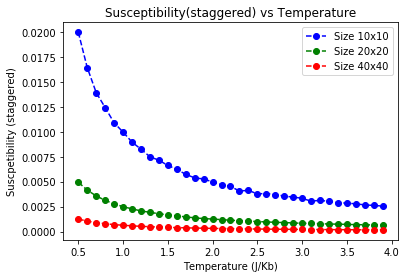 Susceptibility(staggered) vs Temperature
Size 10x10
Size 20x20
Size 40x40
Suscpetibility (staggered)
0.0200
0.0175
0.0150
0.0125
0.0100
0.0075
0.0050
0.0025
0.0000
0.5 1.0 1.5 2.0 2.5 3.0 3.5 4.0
Temperature (J/Kb)